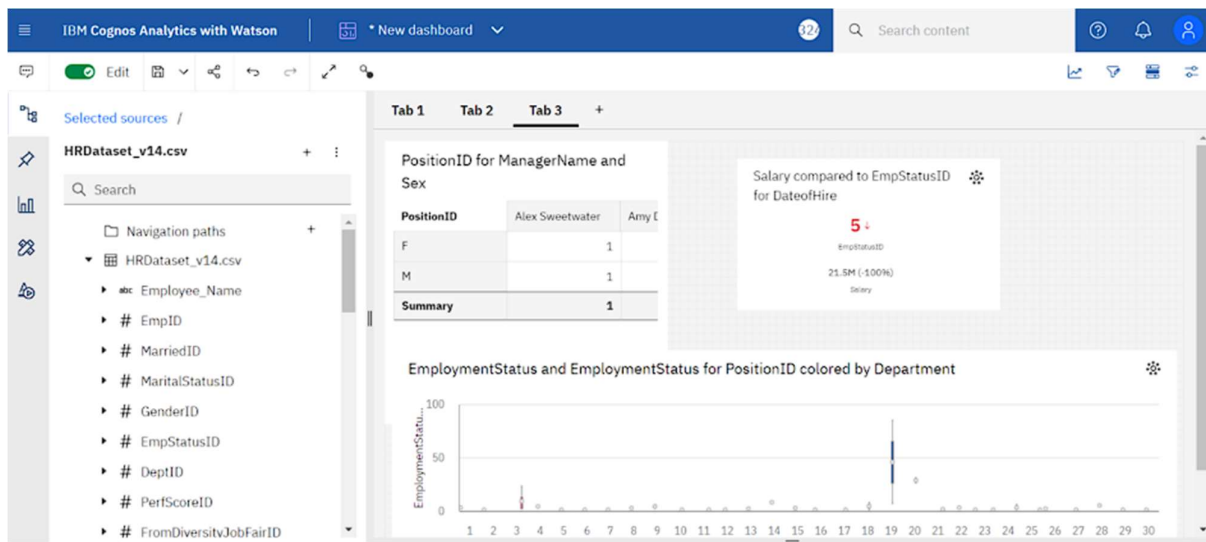 IBM Cognos Analytics with Watson
* New dashboard
324
Search content
Edit
Selected sources /
HRDataset_v14.csv
Search
Navigation paths
HRDataset_v14.csv
abc Employee_Name
# EmpID
# MarriedID
# MaritalStatusID
# GenderID
# EmpStatusID
# DeptID
# PerfScoreID
# FromDiversityJobFairID
Tab 1 Tab 2 Tab 3 +
PositionID for ManagerName and
Sex
PositionID Alex Sweetwater Amy D
F 1
M 1
Summary 1
Salary compared to EmpStatusID
for DateofHire
5 ↓
EmpStatusID
21.5M (-100%)
Salary
EmploymentStatus and EmploymentStatus for PositionID colored by Department
EmploymentStatu...
100
50
0
1 2 3 4 5 6 7 8 9 10 11 12 13 14 15 16 17 18 19 20 21 22 23 24 25 26 27 28 29 30